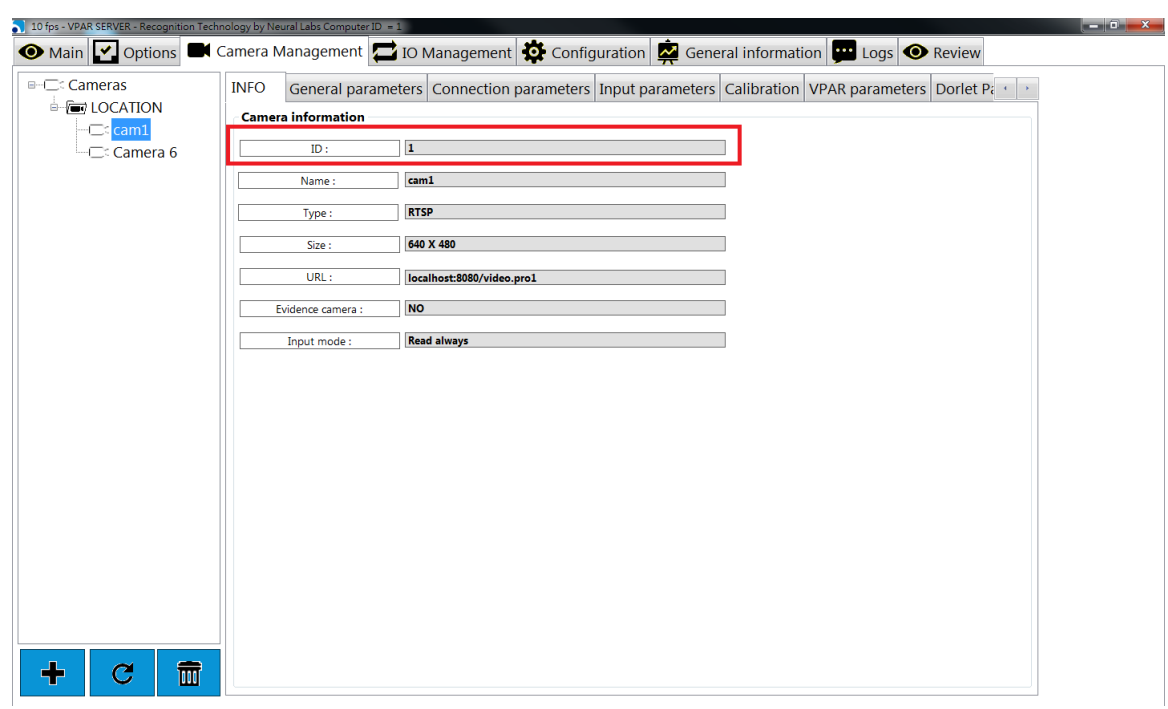 10 fps - VPAR SERVER - Recognition Technology by Neural Labs Computer ID = 1
Main Options Camera Management IO Management Configuration General information Logs Review
Cameras
LOCATION
cam1
Camera 6
INFO General parameters Connection parameters Input parameters Calibration VPAR parameters Dorlet Pa
Camera information
ID : 1
Name : cam1
Type : RTSP
Size : 640 X 480
URL : localhost:8080/video.pro1
Evidence camera : NO
Input mode : Read always